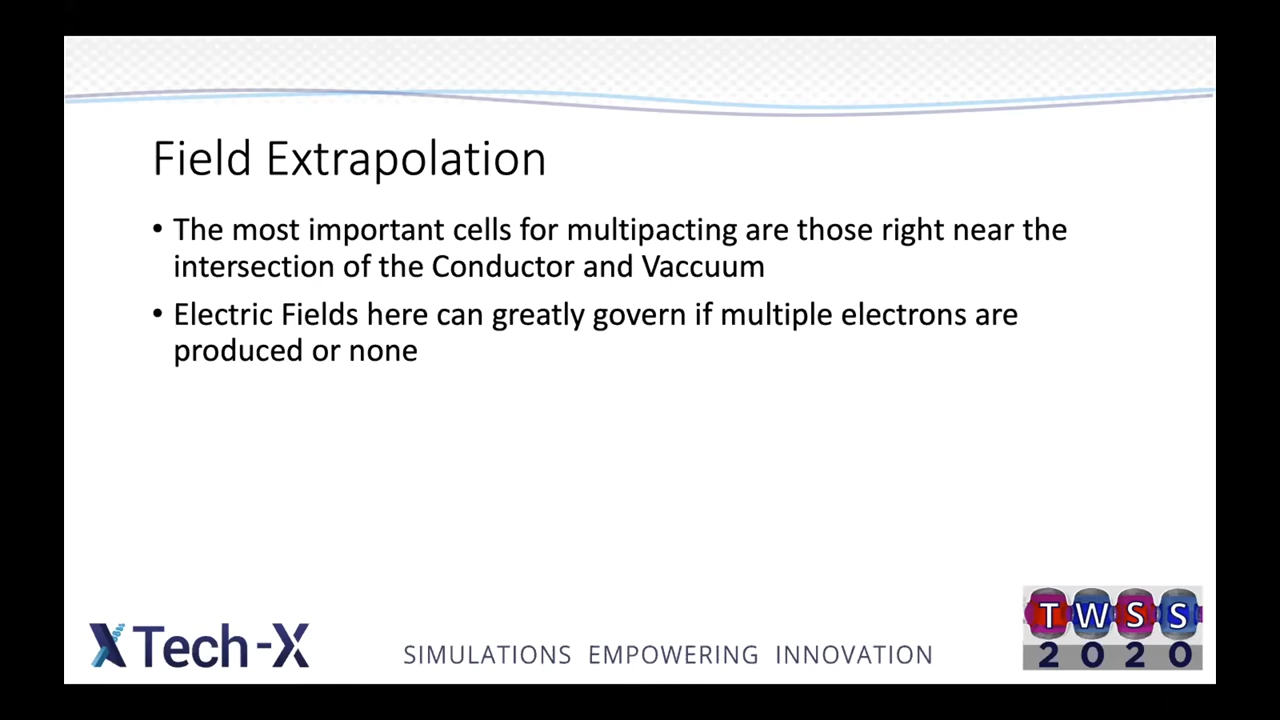 Field Extrapolation
• The most important cells for multipacting are those right near the
intersection of the Conductor and Vaccuum
• Electric Fields here can greatly govern if multiple electrons are
produced or none
Tech-X
SIMULATIONS EMPOWERING INNOVATION
TWSS
2020